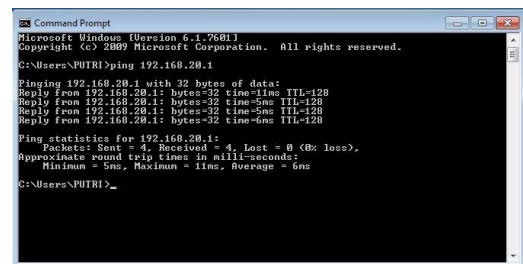 Command Prompt
Microsoft Windows [Version 6.1.7601]
Copyright (c) 2009 Microsoft Corporation.  All rights reserved.
C:\Users\PUTRI>ping 192.168.20.1
Pinging 192.168.20.1 with 32 bytes of data:
Reply from 192.168.20.1: bytes=32 time=11ms TTL=128
Reply from 192.168.20.1: bytes=32 time=5ms TTL=128
Reply from 192.168.20.1: bytes=32 time=5ms TTL=128
Reply from 192.168.20.1: bytes=32 time=6ms TTL=128
Ping statistics for 192.168.20.1:
    Packets: Sent = 4, Received = 4, Lost = 0 (0% loss),
Approximate round trip times in milli-seconds:
    Minimum = 5ms, Maximum = 11ms, Average = 6ms
C:\Users\PUTRI>_